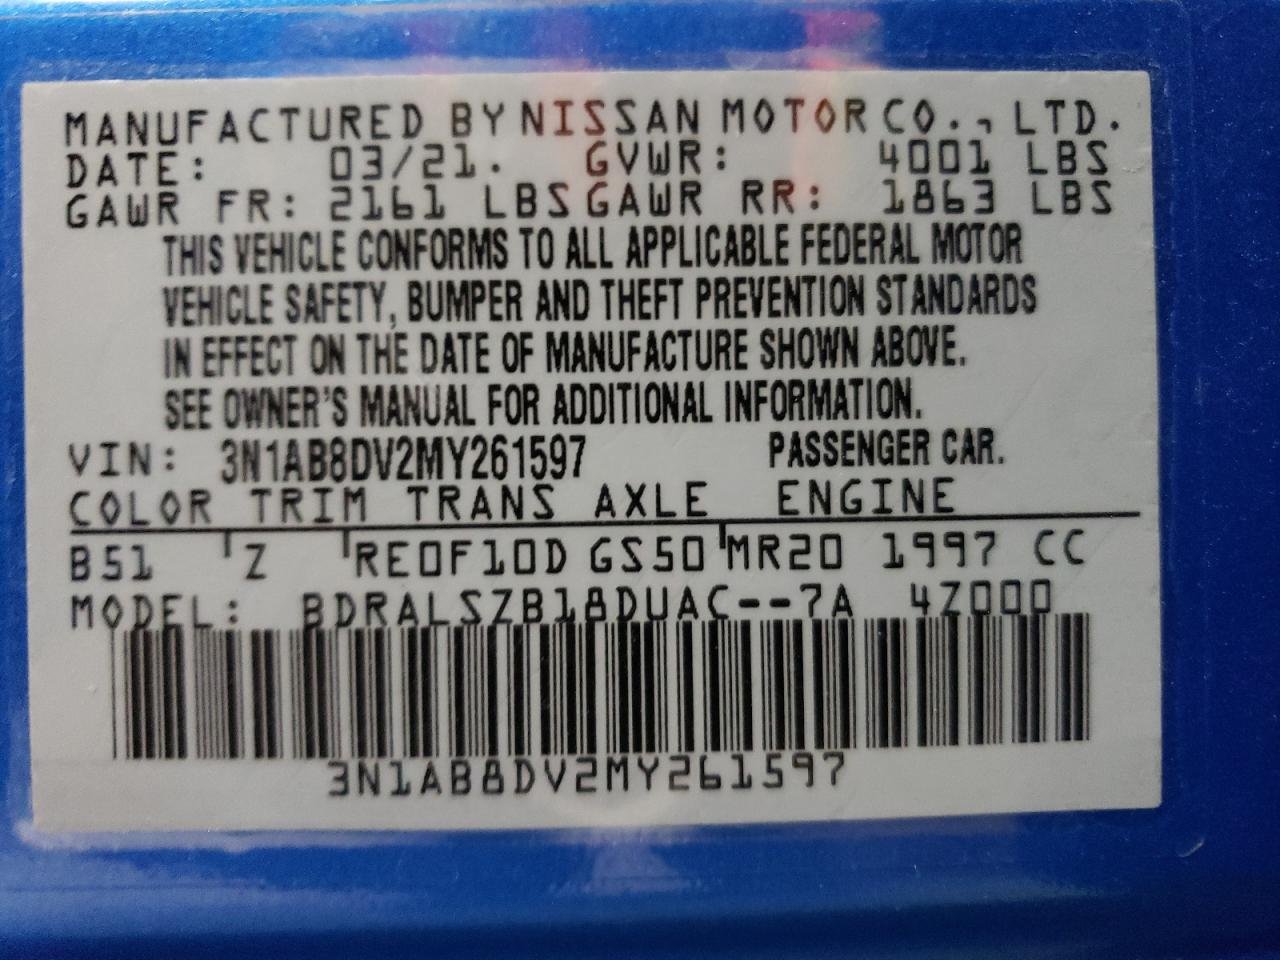 MANUFACTURED BY NISSAN MOTOR CO., LTD.
DATE: 03/21. GVWR: 4001 LBS
GAWR FR: 2161 LBS GAWR RR: 1863 LBS
THIS VEHICLE CONFORMS TO ALL APPLICABLE FEDERAL MOTOR
VEHICLE SAFETY, BUMPER AND THEFT PREVENTION STANDARDS
IN EFFECT ON THE DATE OF MANUFACTURE SHOWN ABOVE.
SEE OWNER'S MANUAL FOR ADDITIONAL INFORMATION.
VIN: 3N1AB8DV2MY261597 PASSENGER CAR.
COLOR TRIM TRANS AXLE ENGINE
B51 Z RE0F10D GS50 MR20 1997 CC
MODEL: BDRALSZB18DUAC--7A 4Z000
3N1AB8DV2MY261597